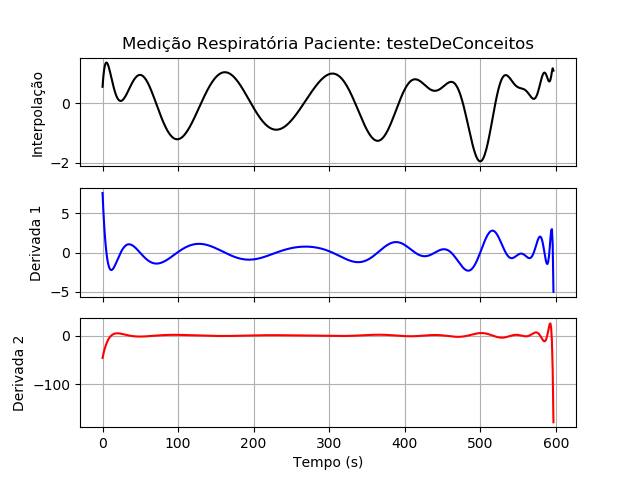 Medição Respiratória Paciente: testeDeConceitos
Interpolação
0
−2
Derivada 1
5
0
−5
Derivada 2
0
−100
0 100 200 300 400 500 600
Tempo (s)